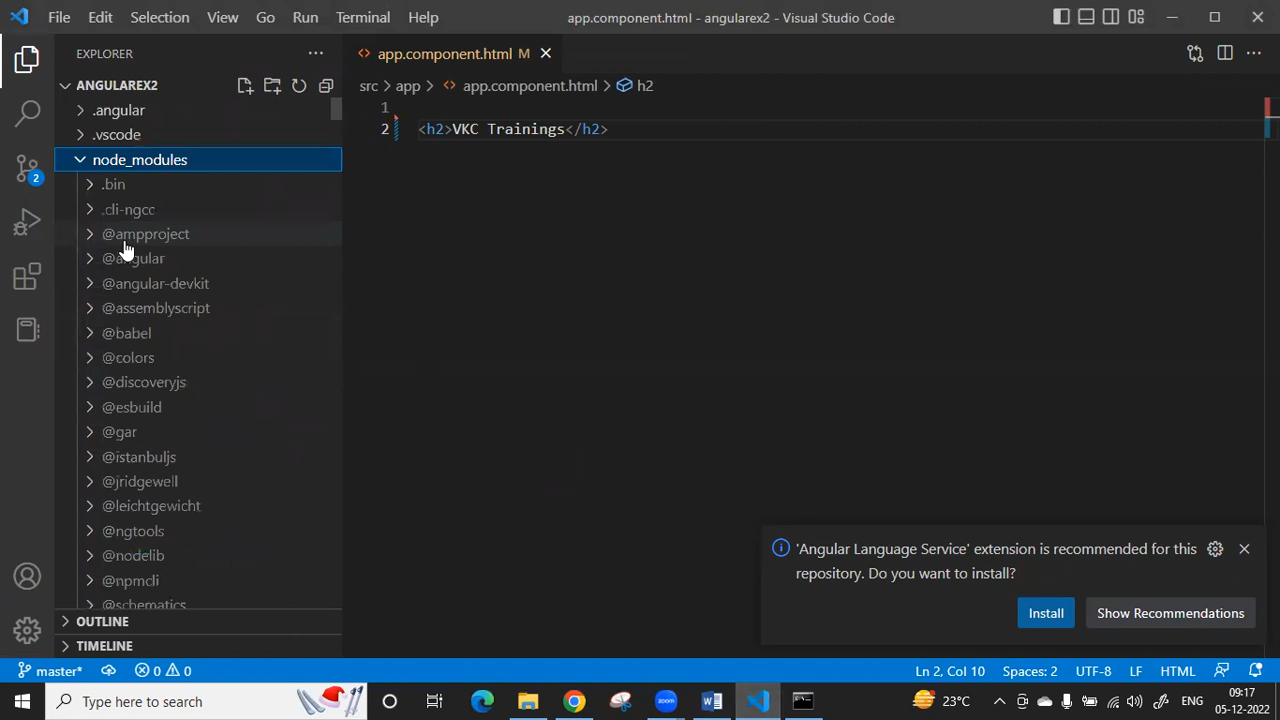 File Edit Selection View Go Run Terminal Help app.component.html - angularex2 - Visual Studio Code
EXPLORER
ANGULAREX2
.angular
.vscode
node_modules
.bin
.cli-ngcc
@ampproject
@angular
@angular-devkit
@assemblyscript
@babel
@colors
@discoveryjs
@esbuild
@gar
@istanbuljs
@jridgewell
@leichtgewicht
@ngtools
@nodelib
@npmcli
@schematics
OUTLINE
TIMELINE
2
app.component.html M
src > app > app.component.html > h2
1
2 <h2>VKC Trainings</h2>
'Angular Language Service' extension is recommended for this
repository. Do you want to install?
Install Show Recommendations
master* 0 0 Ln 2, Col 10 Spaces: 2 UTF-8 LF HTML
Type here to search 23°C ENG 09:17
05-12-2022